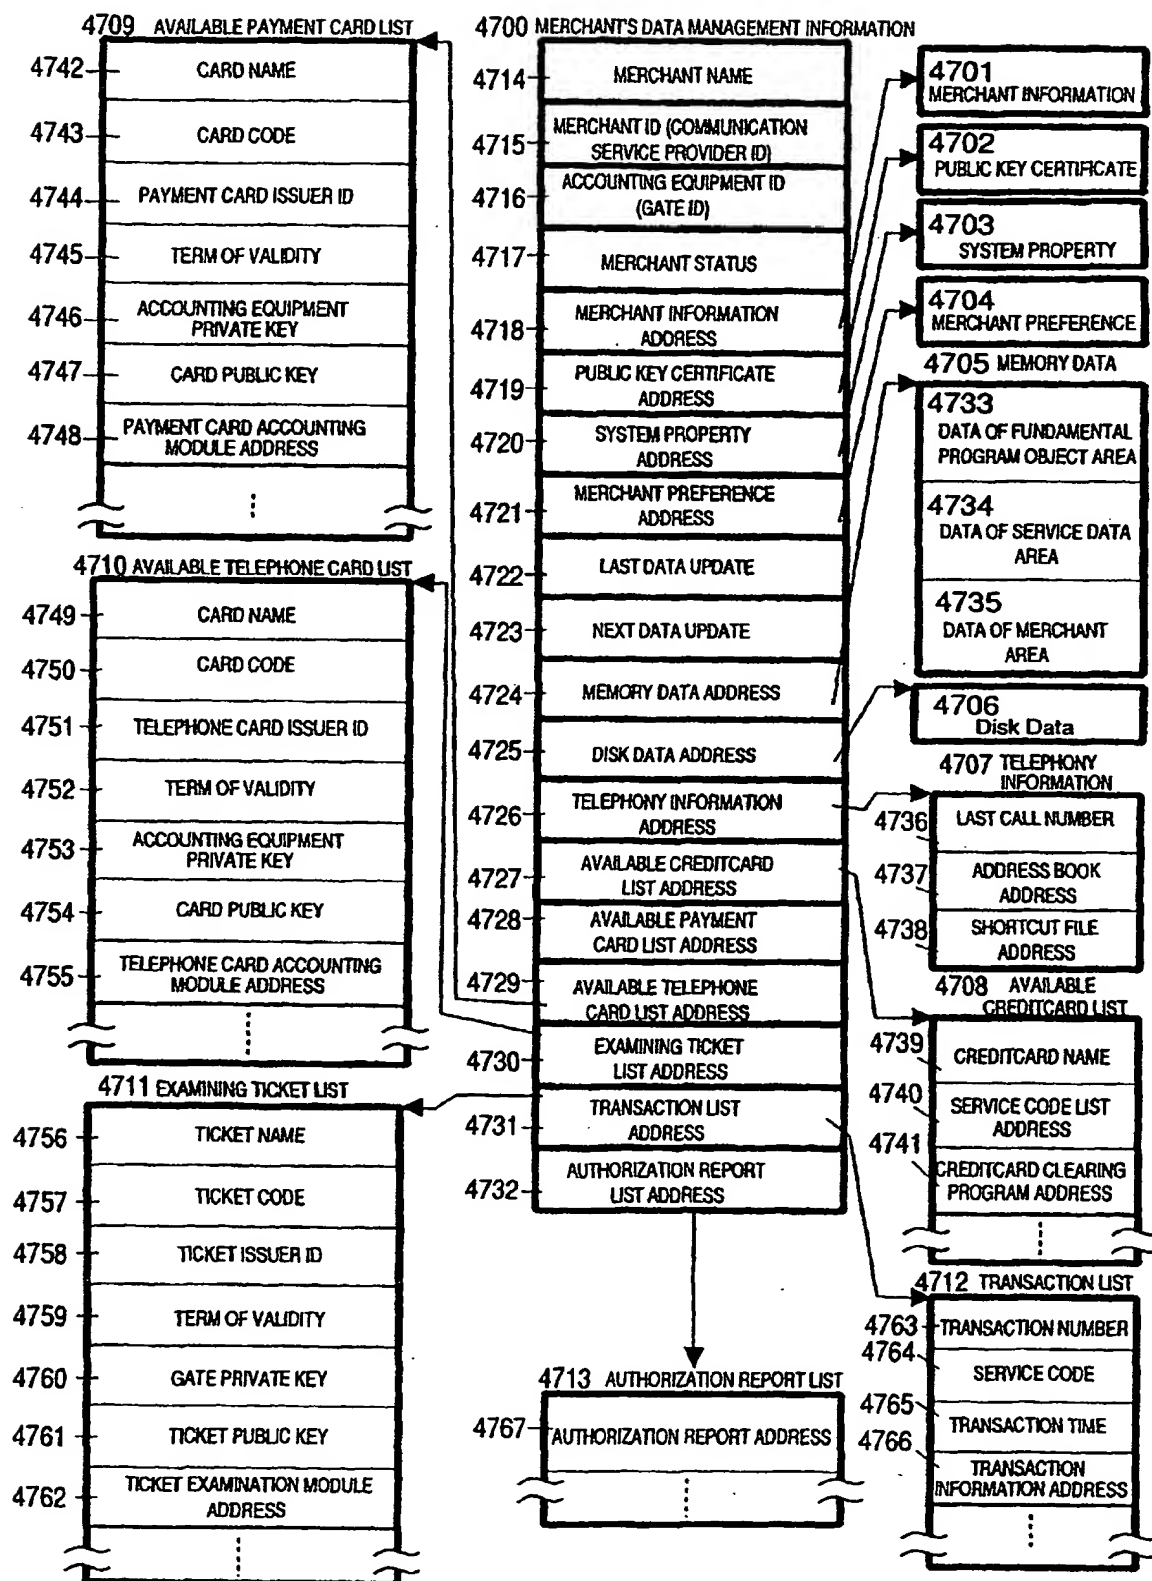 4709 AVAILABLE PAYMENT CARD LIST
4742 CARD NAME
4743 CARD CODE
4744 PAYMENT CARD ISSUER ID
4745 TERM OF VALIDITY
4746 ACCOUNTING EQUIPMENT
PRIVATE KEY
4747 CARD PUBLIC KEY
4748 PAYMENT CARD ACCOUNTING
MODULE ADDRESS
4710 AVAILABLE TELEPHONE CARD LIST
4749 CARD NAME
4750 CARD CODE
4751 TELEPHONE CARD ISSUER ID
4752 TERM OF VALIDITY
4753 ACCOUNTING EQUIPMENT
PRIVATE KEY
4754 CARD PUBLIC KEY
4755 TELEPHONE CARD ACCOUNTING
MODULE ADDRESS
4711 EXAMINING TICKET LIST
4756 TICKET NAME
4757 TICKET CODE
4758 TICKET ISSUER ID
4759 TERM OF VALIDITY
4760 GATE PRIVATE KEY
4761 TICKET PUBLIC KEY
4762 TICKET EXAMINATION MODULE
ADDRESS
4700 MERCHANT'S DATA MANAGEMENT INFORMATION
4714 MERCHANT NAME
4715 MERCHANT ID (COMMUNICATION
SERVICE PROVIDER ID)
4716 ACCOUNTING EQUIPMENT ID
(GATE ID)
4717 MERCHANT STATUS
4718 MERCHANT INFORMATION
ADDRESS
4719 PUBLIC KEY CERTIFICATE
ADDRESS
4720 SYSTEM PROPERTY
ADDRESS
4721 MERCHANT PREFERENCE
ADDRESS
4722 LAST DATA UPDATE
4723 NEXT DATA UPDATE
4724 MEMORY DATA ADDRESS
4725 DISK DATA ADDRESS
4726 TELEPHONY INFORMATION
ADDRESS
4727 AVAILABLE CREDITCARD
LIST ADDRESS
4728 AVAILABLE PAYMENT
CARD LIST ADDRESS
4729 AVAILABLE TELEPHONE
CARD LIST ADDRESS
4730 EXAMINING TICKET
LIST ADDRESS
4731 TRANSACTION LIST
ADDRESS
4732 AUTHORIZATION REPORT
LIST ADDRESS
4713 AUTHORIZATION REPORT LIST
4767 AUTHORIZATION REPORT ADDRESS
4701
MERCHANT INFORMATION
4702
PUBLIC KEY CERTIFICATE
4703
SYSTEM PROPERTY
4704
MERCHANT PREFERENCE
4705 MEMORY DATA
4733
DATA OF FUNDAMENTAL
PROGRAM OBJECT AREA
4734
DATA OF SERVICE DATA
AREA
4735
DATA OF MERCHANT
AREA
4706
Disk Data
4707 TELEPHONY
INFORMATION
4736 LAST CALL NUMBER
4737 ADDRESS BOOK
ADDRESS
4738 SHORTCUT FILE
ADDRESS
4708 AVAILABLE
CREDITCARD LIST
4739 CREDITCARD NAME
4740 SERVICE CODE LIST
ADDRESS
4741 CREDITCARD CLEARING
PROGRAM ADDRESS
4712 TRANSACTION LIST
4763 TRANSACTION NUMBER
4764 SERVICE CODE
4765 TRANSACTION TIME
4766 TRANSACTION
INFORMATION ADDRESS